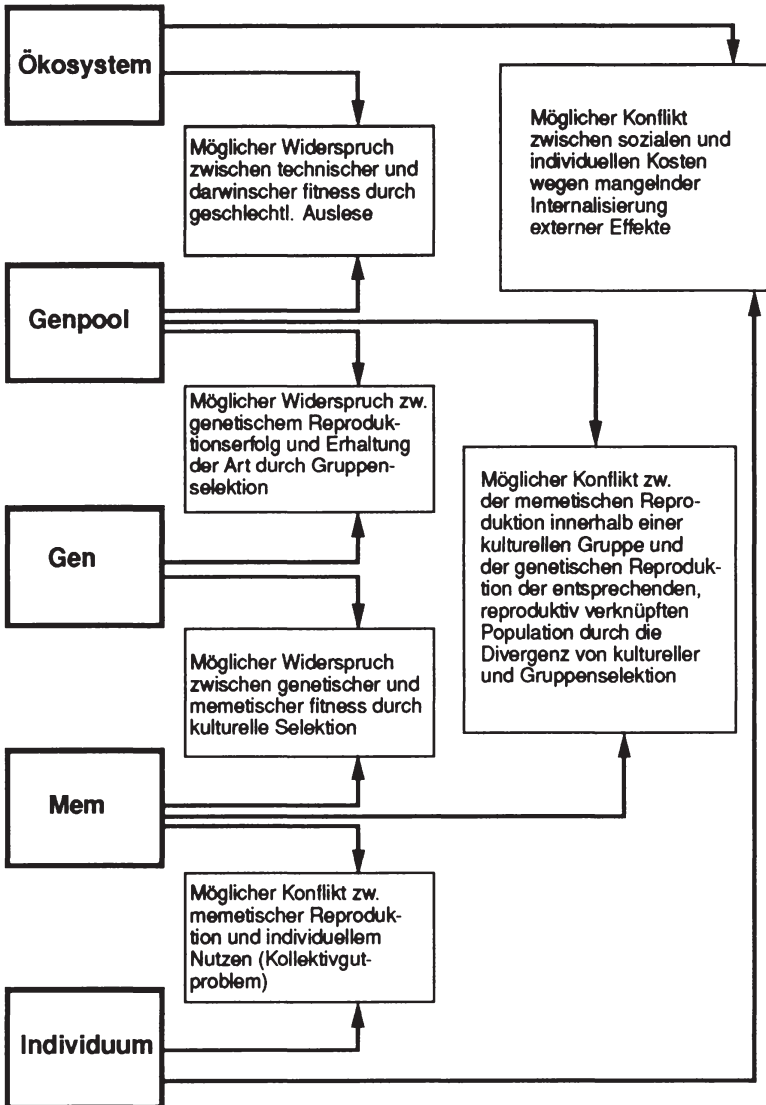 Ökosystem
Möglicher Konflikt
zwischen sozialen und
individuellen Kosten
wegen mangelnder
Internalisierung
externer Effekte
Möglicher Widerspruch
zwischen technischer und
darwinscher fitness durch
geschlechtl. Auslese
Genpool
Möglicher Widerspruch zw.
genetischem Reproduk-
tionserfolg und Erhaltung
der Art durch Gruppen-
selektion
Möglicher Konflikt zw.
der memetischen Repro-
duktion innerhalb einer
kulturellen Gruppe und
der genetischen Reproduk-
tion der entsprechenden,
reproduktiv verknüpften
Population durch die
Divergenz von kultureller
und Gruppenselektion
Gen
Möglicher Widerspruch
zwischen genetischer und
memetischer fitness durch
kulturelle Selektion
Mem
Möglicher Konflikt zw.
memetischer Reproduk-
tion und individuellem
Nutzen (Kollektivgut-
problem)
Individuum